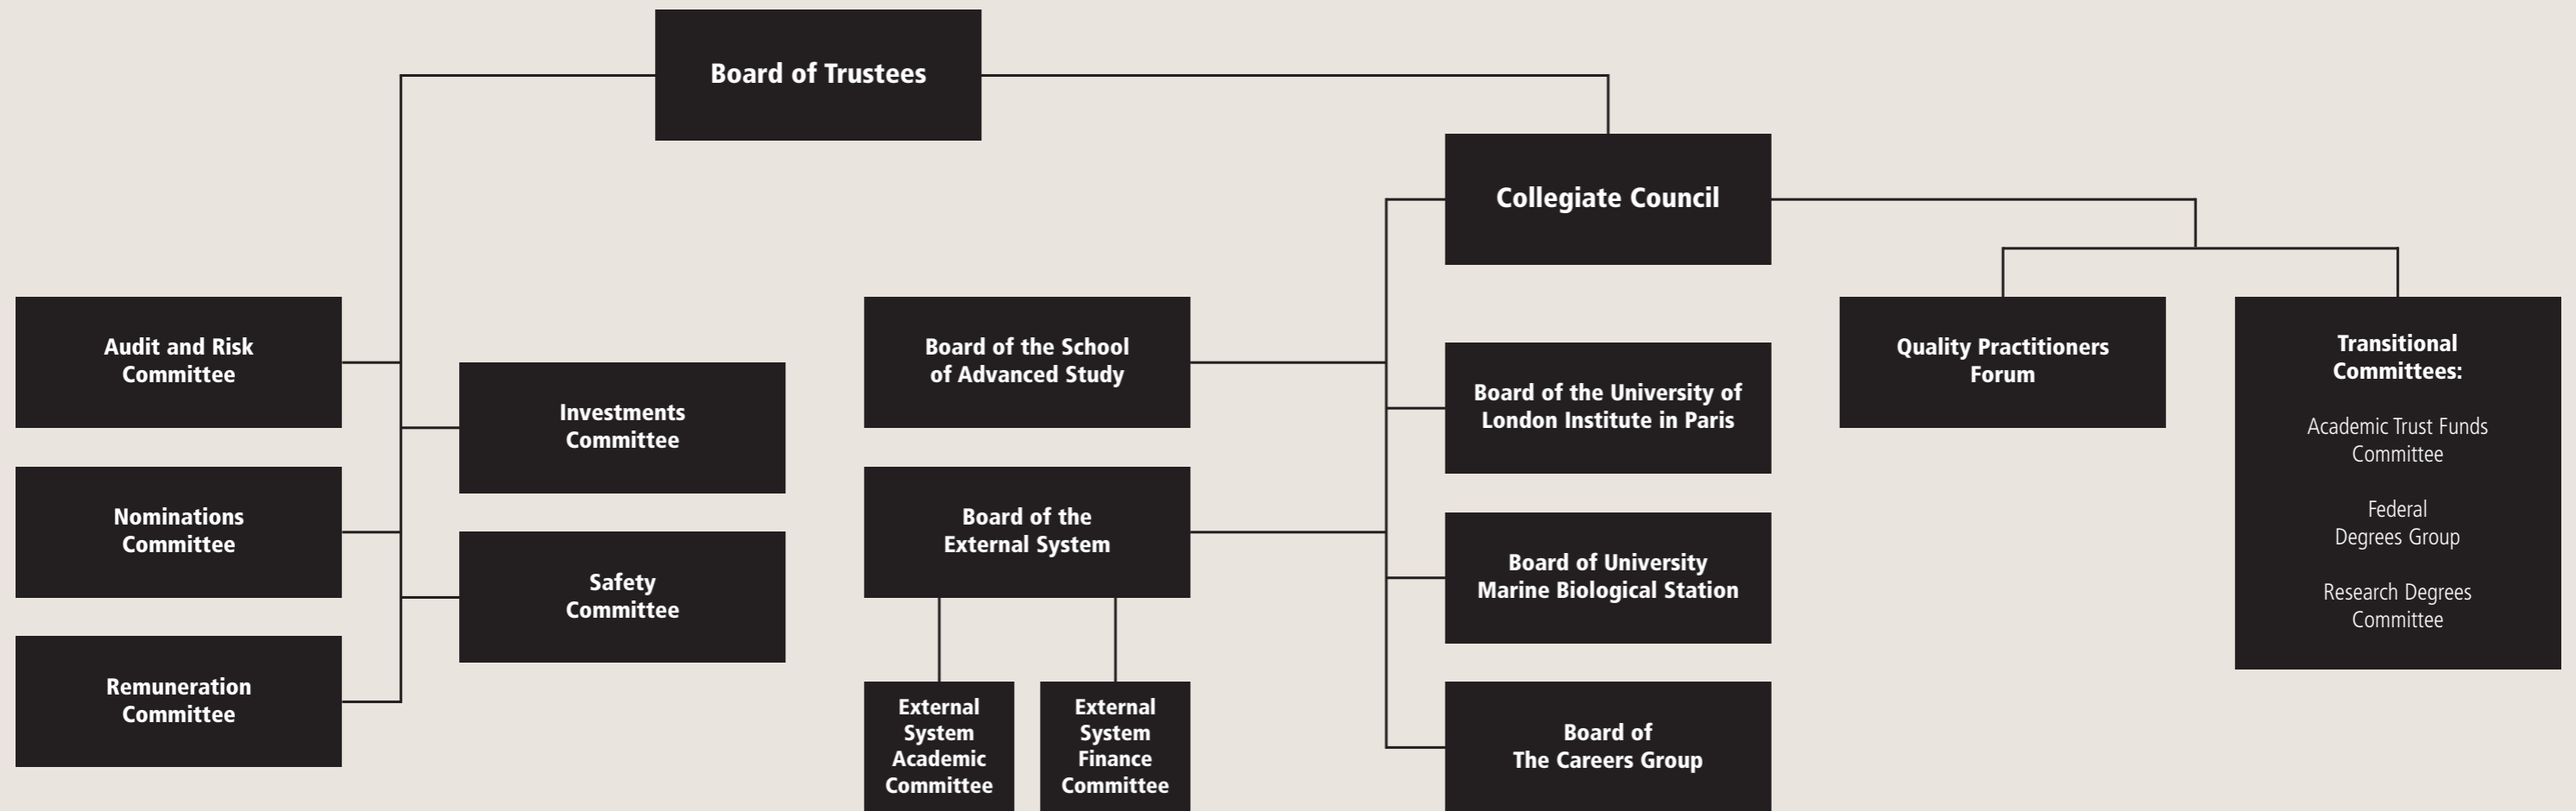 Board of Trustees
Collegiate Council
Audit and Risk
Committee
Investments
Committee
Nominations
Committee
Safety
Committee
Remuneration
Committee
Board of the School
of Advanced Study
Board of the
External System
External
System
Academic
Committee
External
System
Finance
Committee
Board of the University of
London Institute in Paris
Board of University
Marine Biological Station
Board of
The Careers Group
Quality Practitioners
Forum
Transitional
Committees:
Academic Trust Funds
Committee
Federal
Degrees Group
Research Degrees
Committee